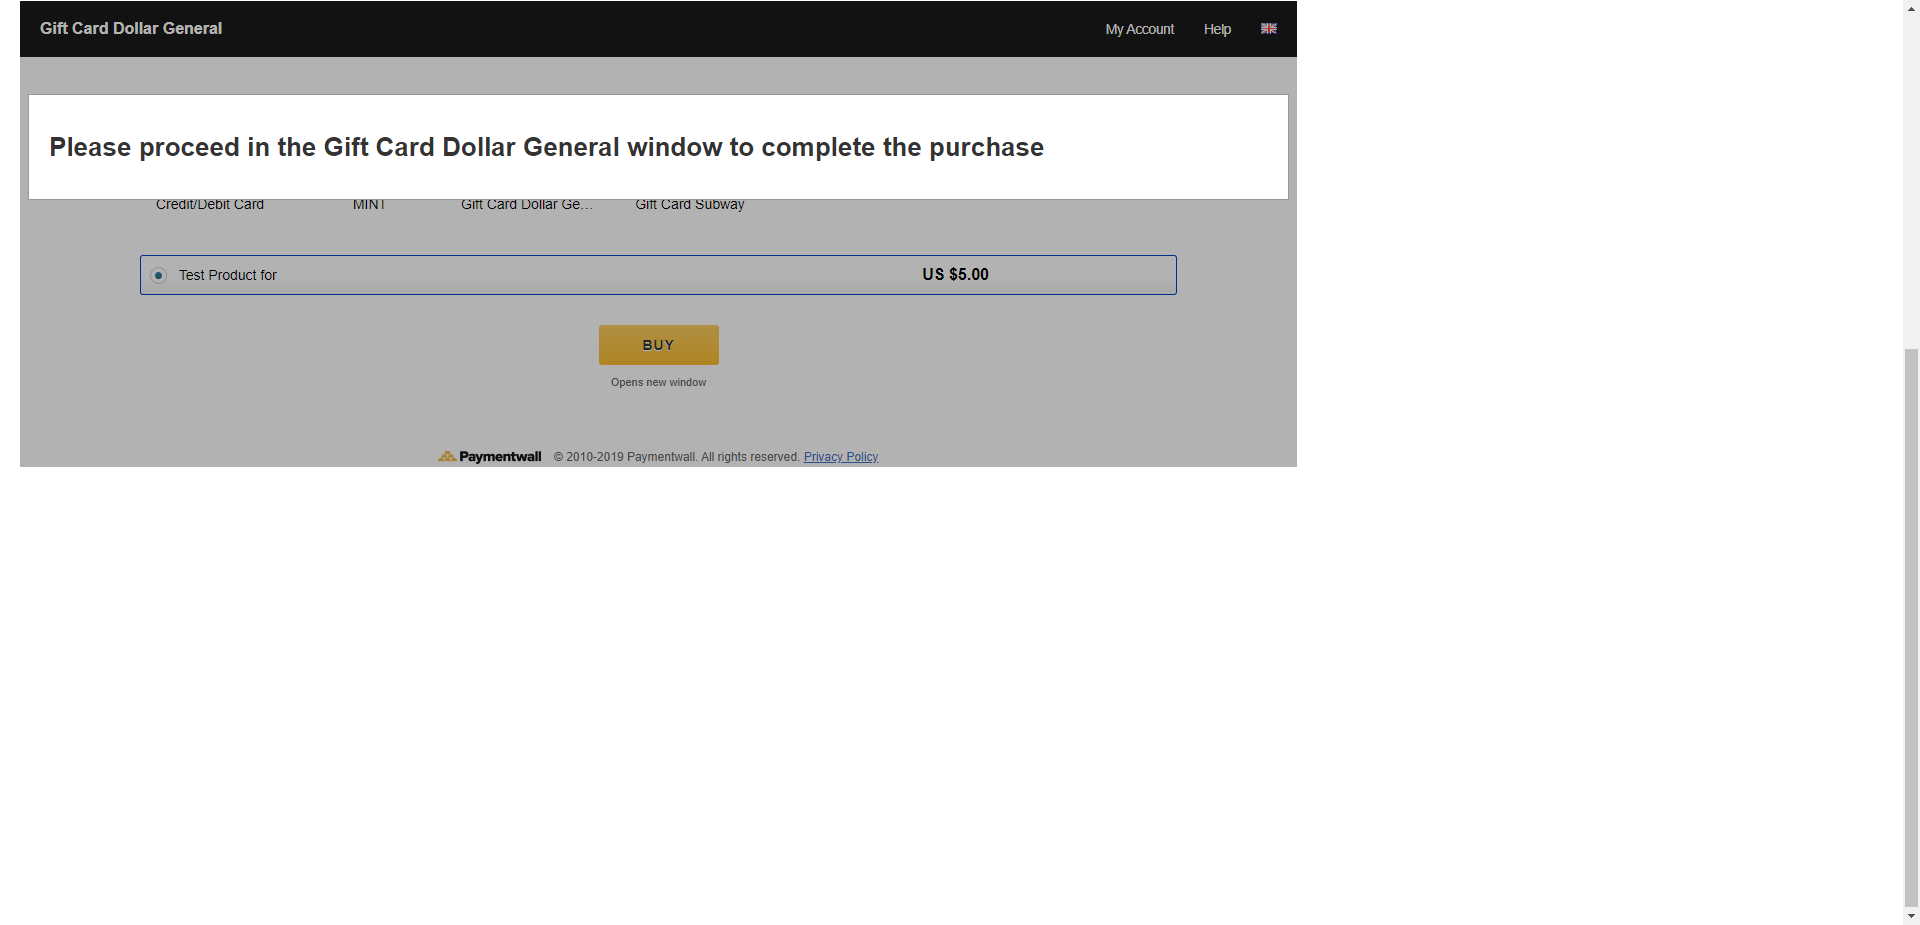 Gift Card Dollar General
My Account
Help
Please proceed in the Gift Card Dollar General window to complete the purchase
Credit/Debit Card
MINT
Gift Card Dollar Ge...
Gift Card Subway
Test Product for
US $5.00
BUY
Opens new window
Paymentwall
© 2010-2019 Paymentwall. All rights reserved. Privacy Policy